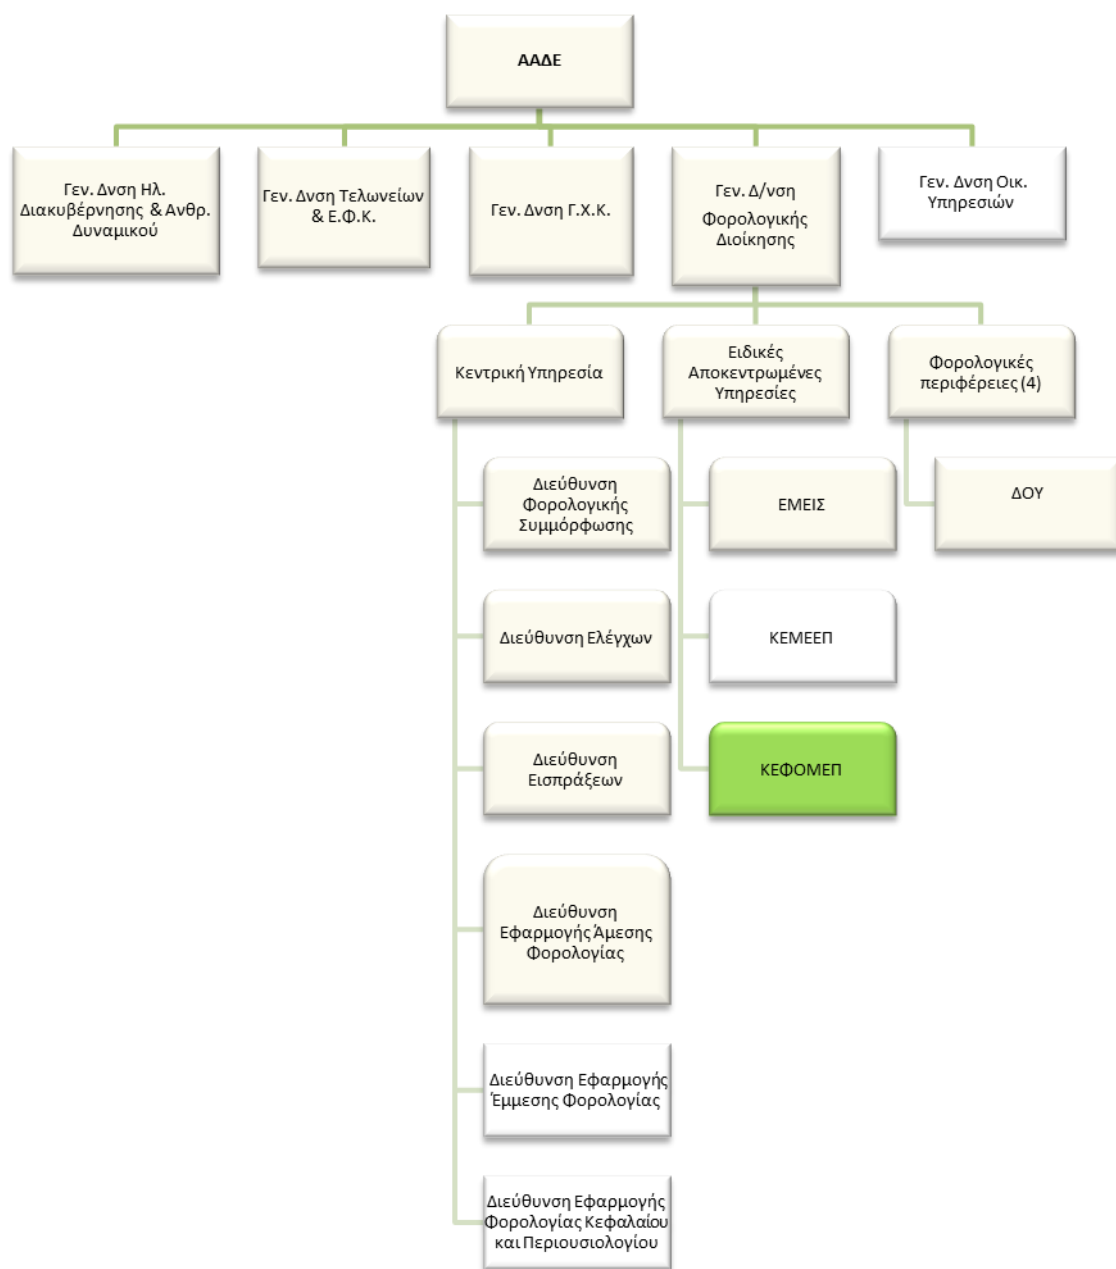 ΑΑΔΕ
Γεν. Δνση Ηλ.
Διακυβέρνησης & Ανθρ.
Δυναμικού
Γεν. Δνση Τελωνείων
& Ε.Φ.Κ.
Γεν. Δνση Γ.Χ.Κ.
Γεν. Δ/νση
Φορολογικής
Διοίκησης
Γεν. Δνση Οικ.
Υπηρεσιών
Κεντρική Υπηρεσία
Ειδικές
Αποκεντρωμένες
Υπηρεσίες
Φορολογικές
περιφέρειες (4)
Διεύθυνση
Φορολογικής
Συμμόρφωσης
ΕΜΕΙΣ
ΔΟΥ
Διεύθυνση Ελέγχων
ΚΕΜΕΕΠ
Διεύθυνση
Εισπράξεων
ΚΕΦΟΜΕΠ
Διεύθυνση
Εφαρμογής Άμεσης
Φορολογίας
Διεύθυνση Εφαρμογής
Έμμεσης Φορολογίας
Διεύθυνση Εφαρμογής
Φορολογίας Κεφαλαίου
και Περιουσιολογίου